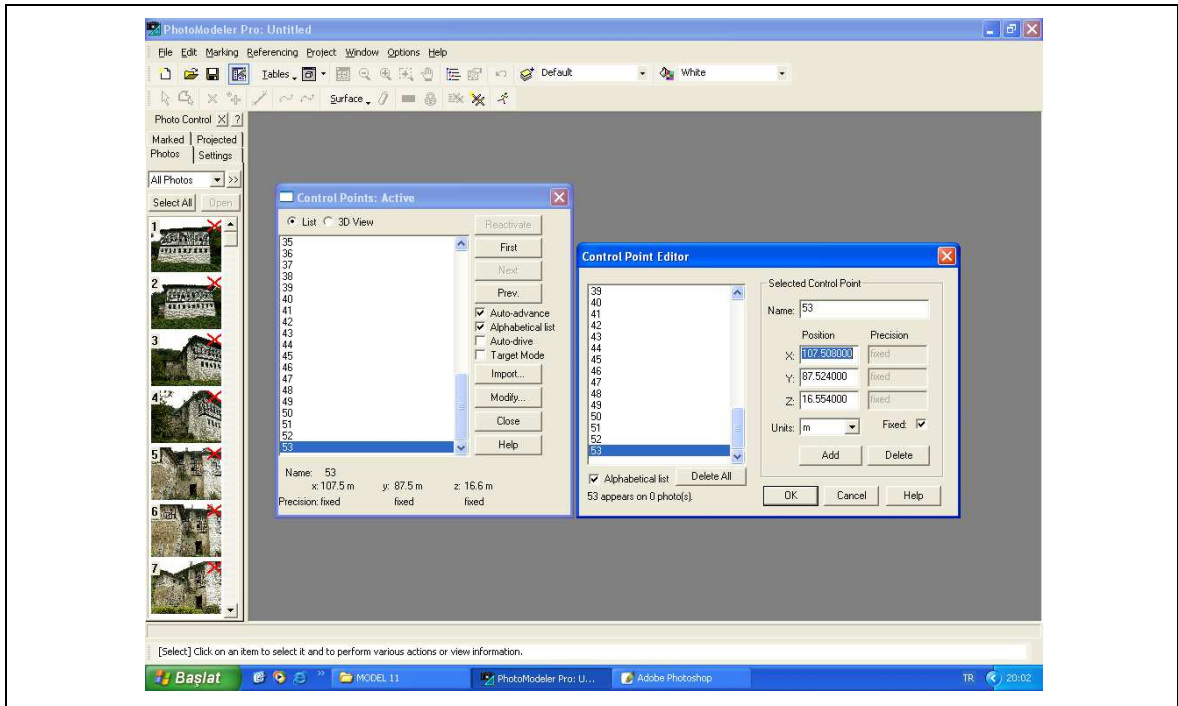 PhotoModeler Pro: Untitled
File Edit Marking Referencing Project Window Options Help
Tables Default White
Surface
Photo Control X ?
Marked Projected
Photos Settings
All Photos >>
Select All Open
1
2
3
4
5
6
7
Control Points: Active
List 3D View
35
36
37
38
39
40
41
42
43
44
45
46
47
48
49
50
51
52
53
Reactivate
First
Next
Prev.
Auto-advance
Alphabetical list
Auto-drive
Target Mode
Import...
Modify...
Close
Help
Name: 53
x: 107.5 m y: 87.5 m z: 16.6 m
Precision: fixed fixed fixed
Control Point Editor
39
40
41
42
43
44
45
46
47
48
49
50
51
52
53
Alphabetical list Delete All
53 appears on 0 photo(s).
Selected Control Point
Name: 53
Position Precision
X: 107.508000 fixed
Y: 87.524000 fixed
Z: 16.554000 fixed
Units: m Fixed:
Add Delete
OK Cancel Help
[Select] Click on an item to select it and to perform various actions or view information.
Başlat MODEL 11 PhotoModeler Pro: U... Adobe Photoshop TR 20:02